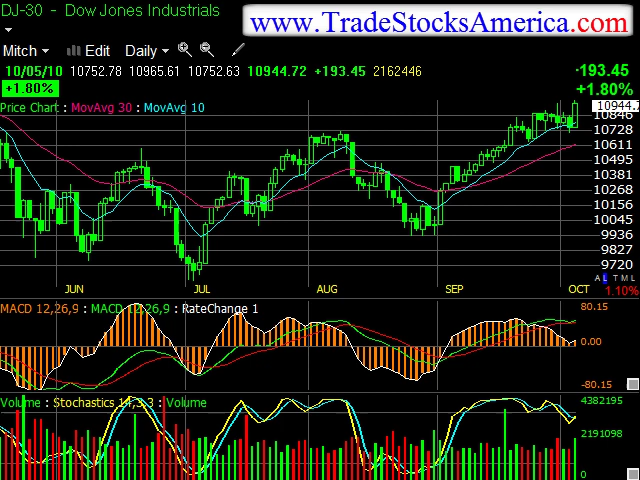 DJ-30 - Dow Jones Industrials
www.TradeStocksAmerica.com
Mitch Edit Daily
10/05/10 10752.78 10965.61 10752.63 10944.72 +193.45 2162446
-193.45
+1.80%
+1.80%
Price Chart : MovAvg 30 : MovAvg 10
10944.7
10846
10728
10611
10495
10381
10268
10156
10045
9936
9827
9720
A L T M L
JUN JUL AUG SEP OCT
1.10%
MACD 12,26,9 : MACD 12,26,9 : RateChange 1
80.15
0.00
-80.15
Volume : Stochastics 14,3,3 : Volume
4382195
2191098
0